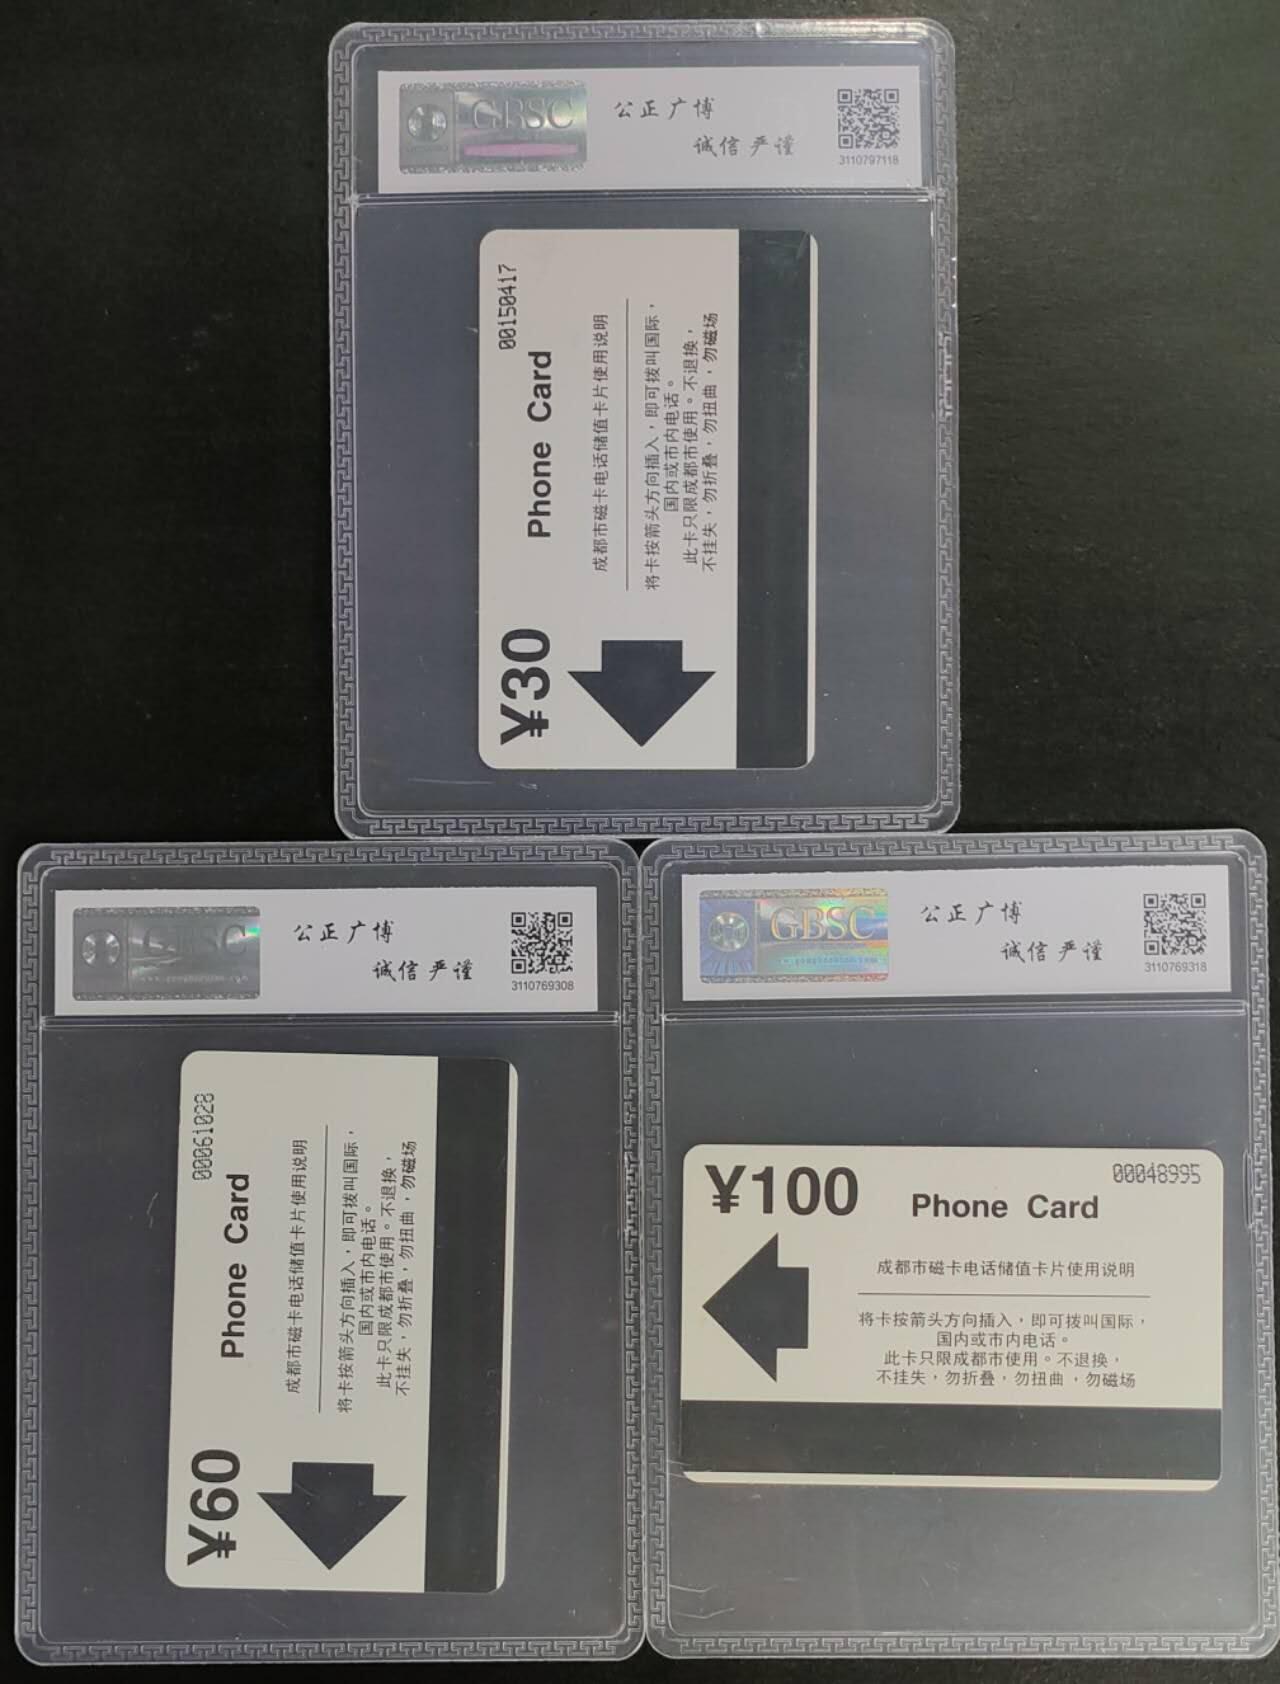 GBSC
公正广博
诚信严谨
3110797118
00150417
¥30
Phone Card
成都市磁卡电话储值卡片使用说明
将卡按箭头方向插入，即可拨叫国际，
国内或市内电话。
此卡只限成都市使用。不退换，
不挂失，勿折叠，勿扭曲，勿磁场
GBSC
公正广博
诚信严谨
3110769308
00061028
¥60
Phone Card
成都市磁卡电话储值卡片使用说明
将卡按箭头方向插入，即可拨叫国际，
国内或市内电话。
此卡只限成都市使用。不退换，
不挂失，勿折叠，勿扭曲，勿磁场
GBSC
公正广博
诚信严谨
3110769318
¥100
00048995
Phone Card
成都市磁卡电话储值卡片使用说明
将卡按箭头方向插入，即可拨叫国际，
国内或市内电话。
此卡只限成都市使用。不退换，
不挂失，勿折叠，勿扭曲，勿磁场